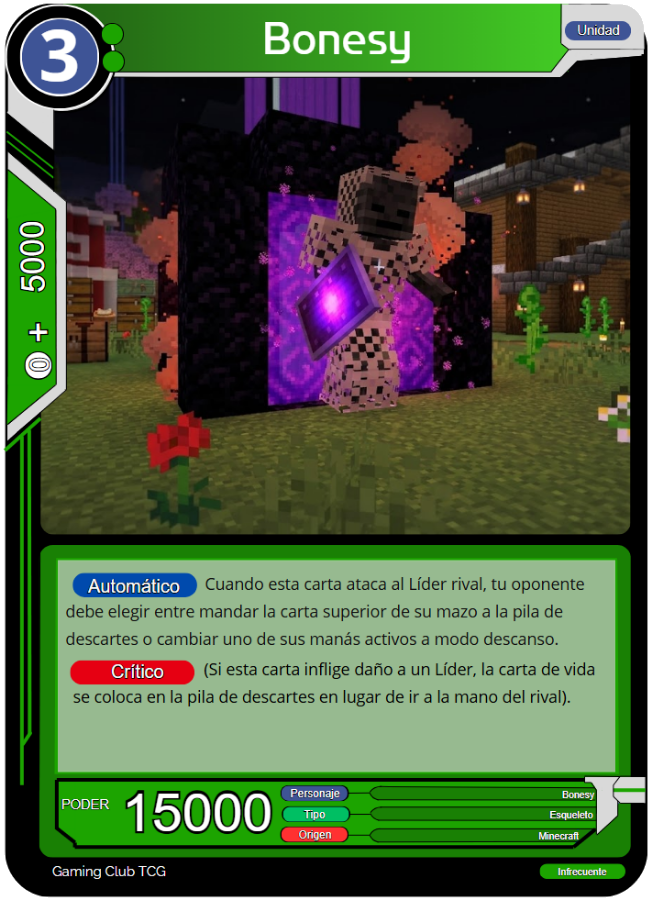 3
Bonesy
Unidad
0 + 5000
Automático Cuando esta carta ataca al Líder rival, tu oponente
debe elegir entre mandar la carta superior de su mazo a la pila de
descartes o cambiar uno de sus manás activos a modo descanso.
Crítico (Si esta carta inflige daño a un Líder, la carta de vida
se coloca en la pila de descartes en lugar de ir a la mano del rival).
PODER 15000
Personaje Bonesy
Tipo Esqueleto
Origen Minecraft
Gaming Club TCG
Infrecuente